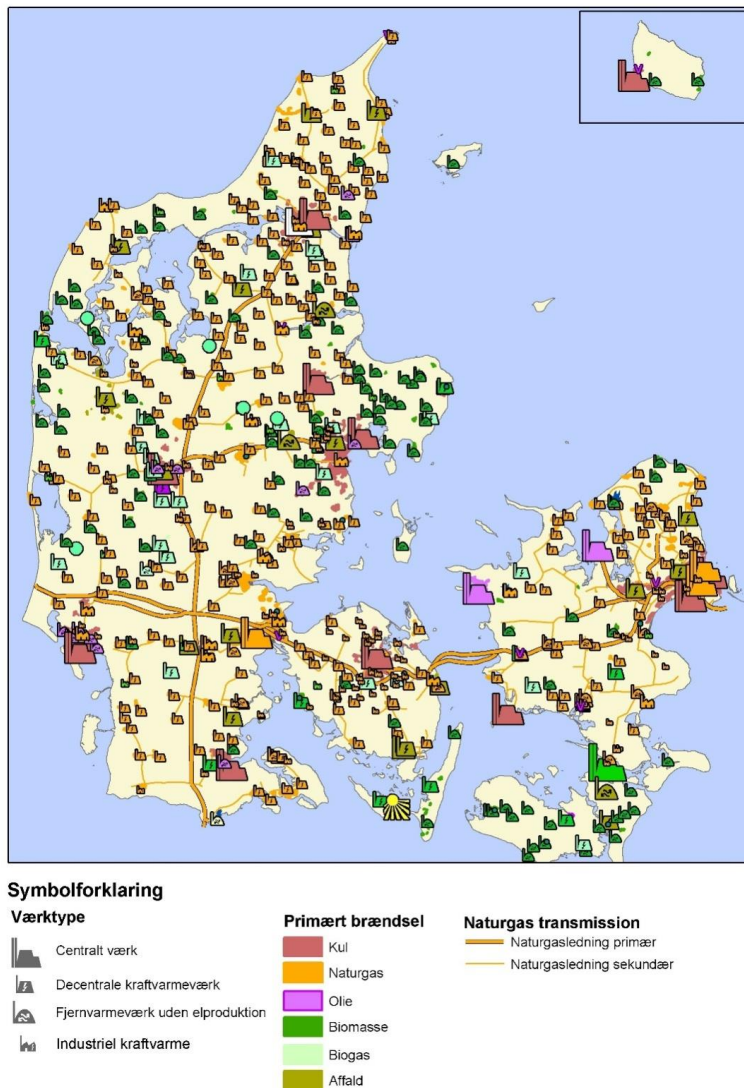 Symbolforklaring
Værktype
Centralt værk
Decentrale kraftvarmeværk
Fjernvarmeværk uden elproduktion
Industriel kraftvarme
Primært brændsel
Kul
Naturgas
Olie
Biomasse
Biogas
Affald
Naturgas transmission
Naturgasledning primær
Naturgasledning sekundær